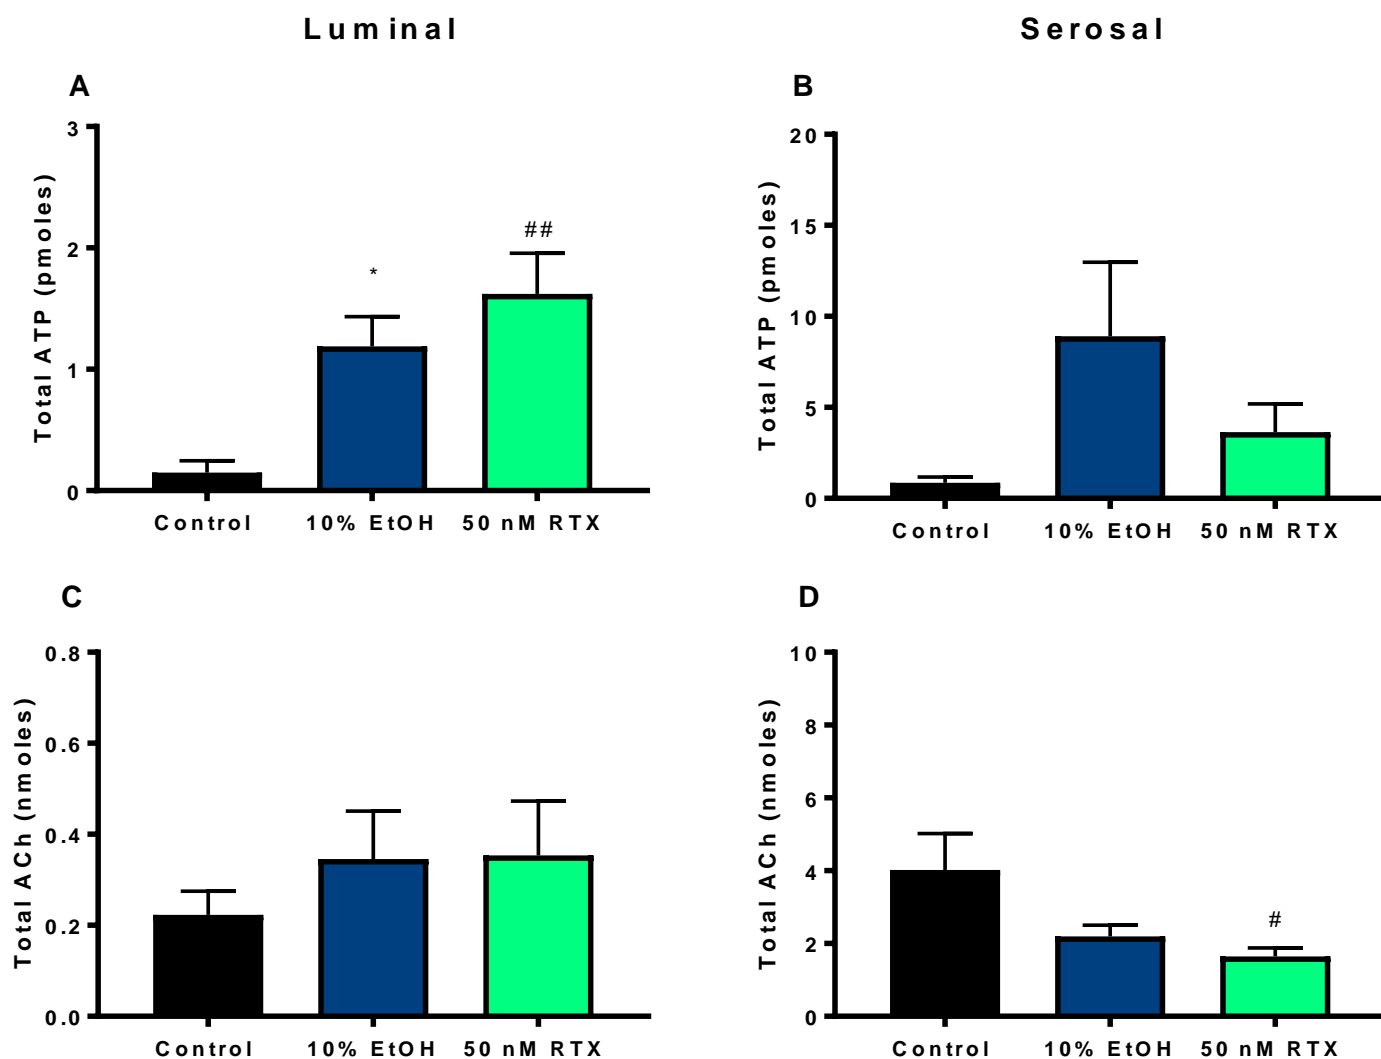 Luminal
Serosal
A
Total ATP (pmoles)
3
2
1
0
*
##
Control
10% EtOH
50 nM RTX
B
Total ATP (pmoles)
20
15
10
5
0
Control
10% EtOH
50 nM RTX
C
Total ACh (nmoles)
0.8
0.6
0.4
0.2
0.0
Control
10% EtOH
50 nM RTX
D
Total ACh (nmoles)
10
8
6
4
2
0
#
Control
10% EtOH
50 nM RTX